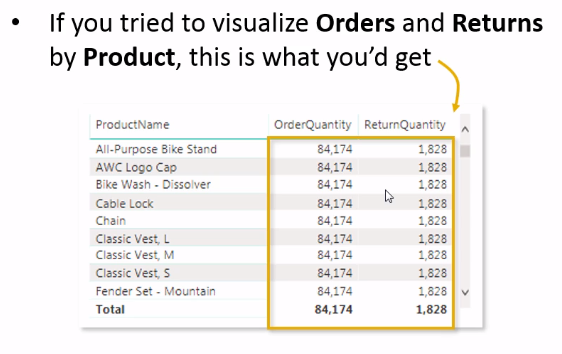 • If you tried to visualize Orders and Returns
by Product, this is what you’d get
ProductName OrderQuantity ReturnQuantity
All-Purpose Bike Stand 84,174 1,828
AWC Logo Cap 84,174 1,828
Bike Wash - Dissolver 84,174 1,828
Cable Lock 84,174 1,828
Chain 84,174 1,828
Classic Vest, L 84,174 1,828
Classic Vest, M 84,174 1,828
Classic Vest, S 84,174 1,828
Fender Set - Mountain 84,174 1,828
Total 84,174 1,828